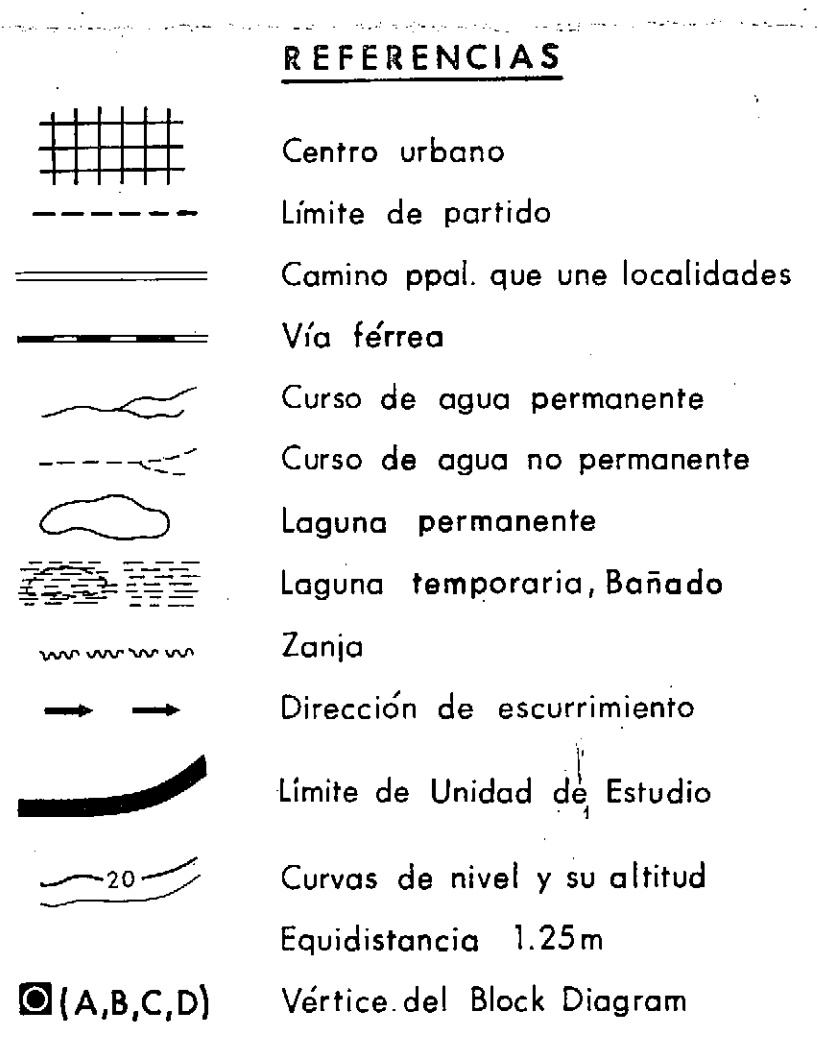 REFERENCIAS
Centro urbano
Límite de partido
Camino ppal. que une localidades
Vía férrea
Curso de agua permanente
Curso de agua no permanente
Laguna permanente
Laguna temporaria, Bañado
Zanja
Dirección de escurrimiento
Límite de Unidad de Estudio
20 Curvas de nivel y su altitud
Equidistancia 1.25m
(A,B,C,D) Vértice del Block Diagram